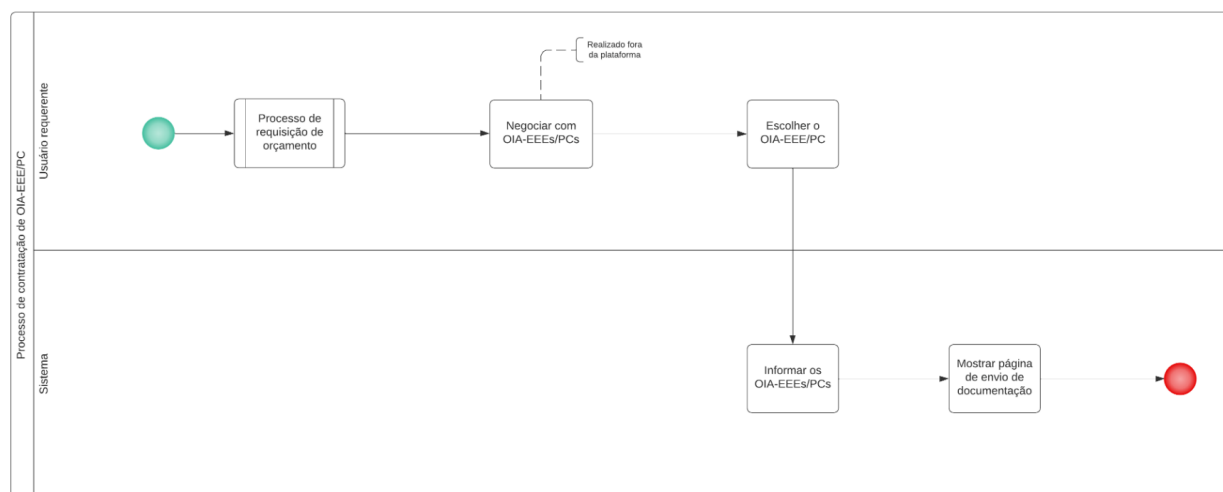 Processo de contratação de OIA-EEE/PC
Usuário requerente
Realizado fora
da plataforma
Processo de
requisição de
orçamento
Negociar com
OIA-EEEs/PCs
Escolher o
OIA-EEE/PC
Sistema
Informar os
OIA-EEEs/PCs
Mostrar página
de envio de
documentação